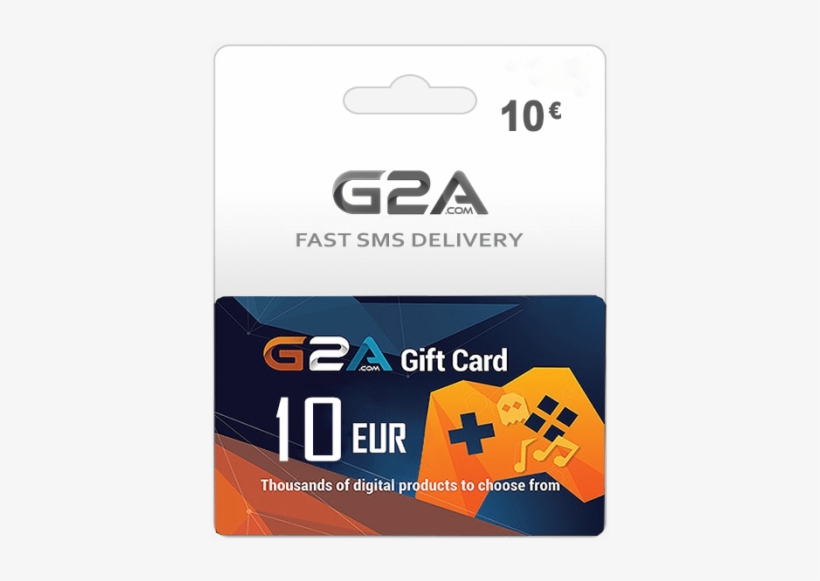 10€
G2A
.COM
FAST SMS DELIVERY
G2A.COM Gift Card
10 EUR
Thousands of digital products to choose from